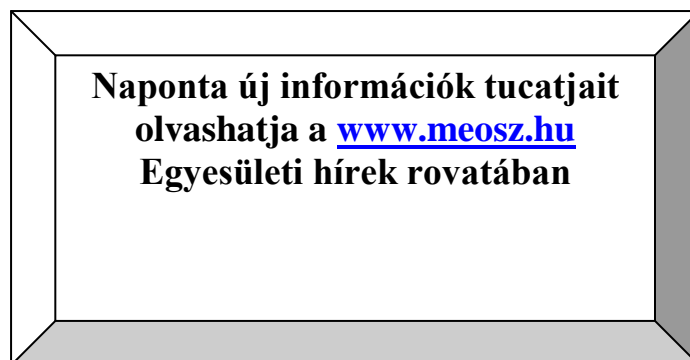 Naponta új információk tucatjait
olvashatja a www.meosz.hu
Egyesületi hírek rovatában